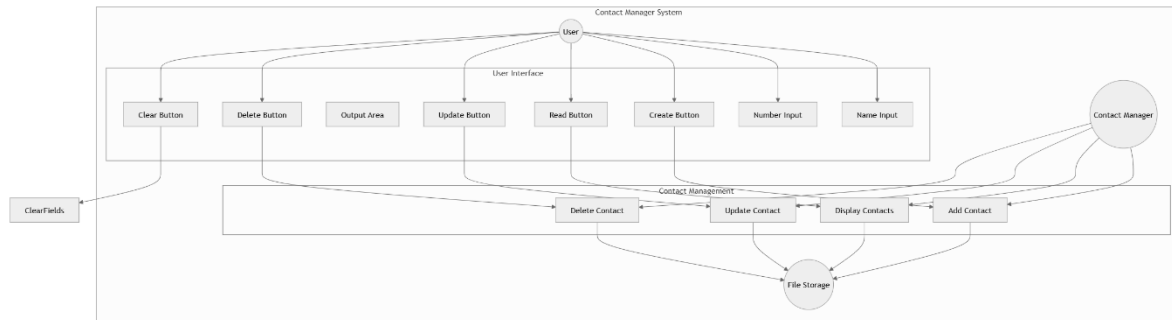 Contact Manager System
User
User Interface
Clear Button
Delete Button
Output Area
Update Button
Read Button
Create Button
Number Input
Name Input
Contact Manager
Contact Management
ClearFields
Delete Contact
Update Contact
Display Contacts
Add Contact
File Storage